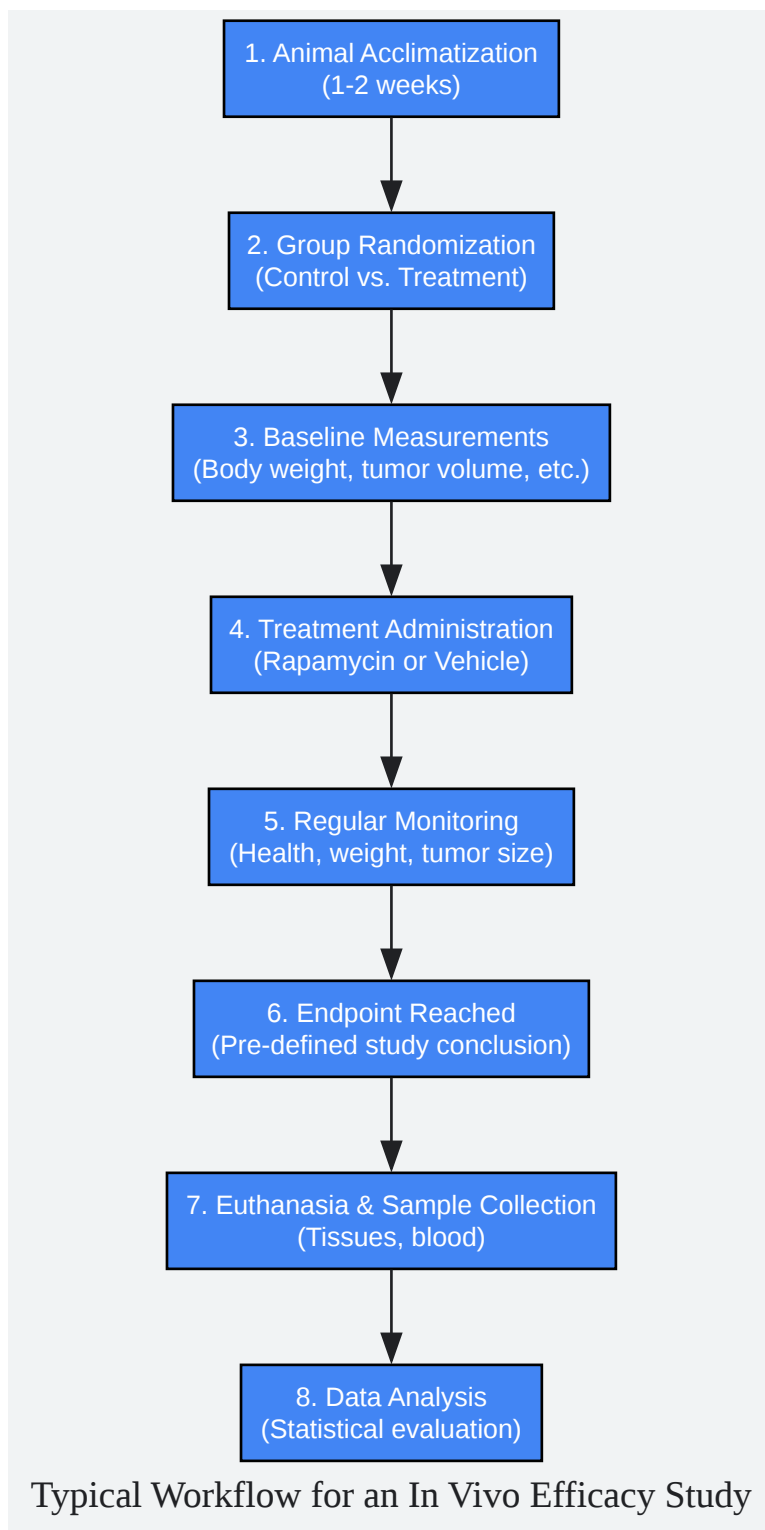 1. Animal Acclimatization
(1-2 weeks)
2. Group Randomization
(Control vs. Treatment)
3. Baseline Measurements
(Body weight, tumor volume, etc.)
4. Treatment Administration
(Rapamycin or Vehicle)
5. Regular Monitoring
(Health, weight, tumor size)
6. Endpoint Reached
(Pre-defined study conclusion)
7. Euthanasia & Sample Collection
(Tissues, blood)
8. Data Analysis
(Statistical evaluation)
Typical Workflow for an In Vivo Efficacy Study